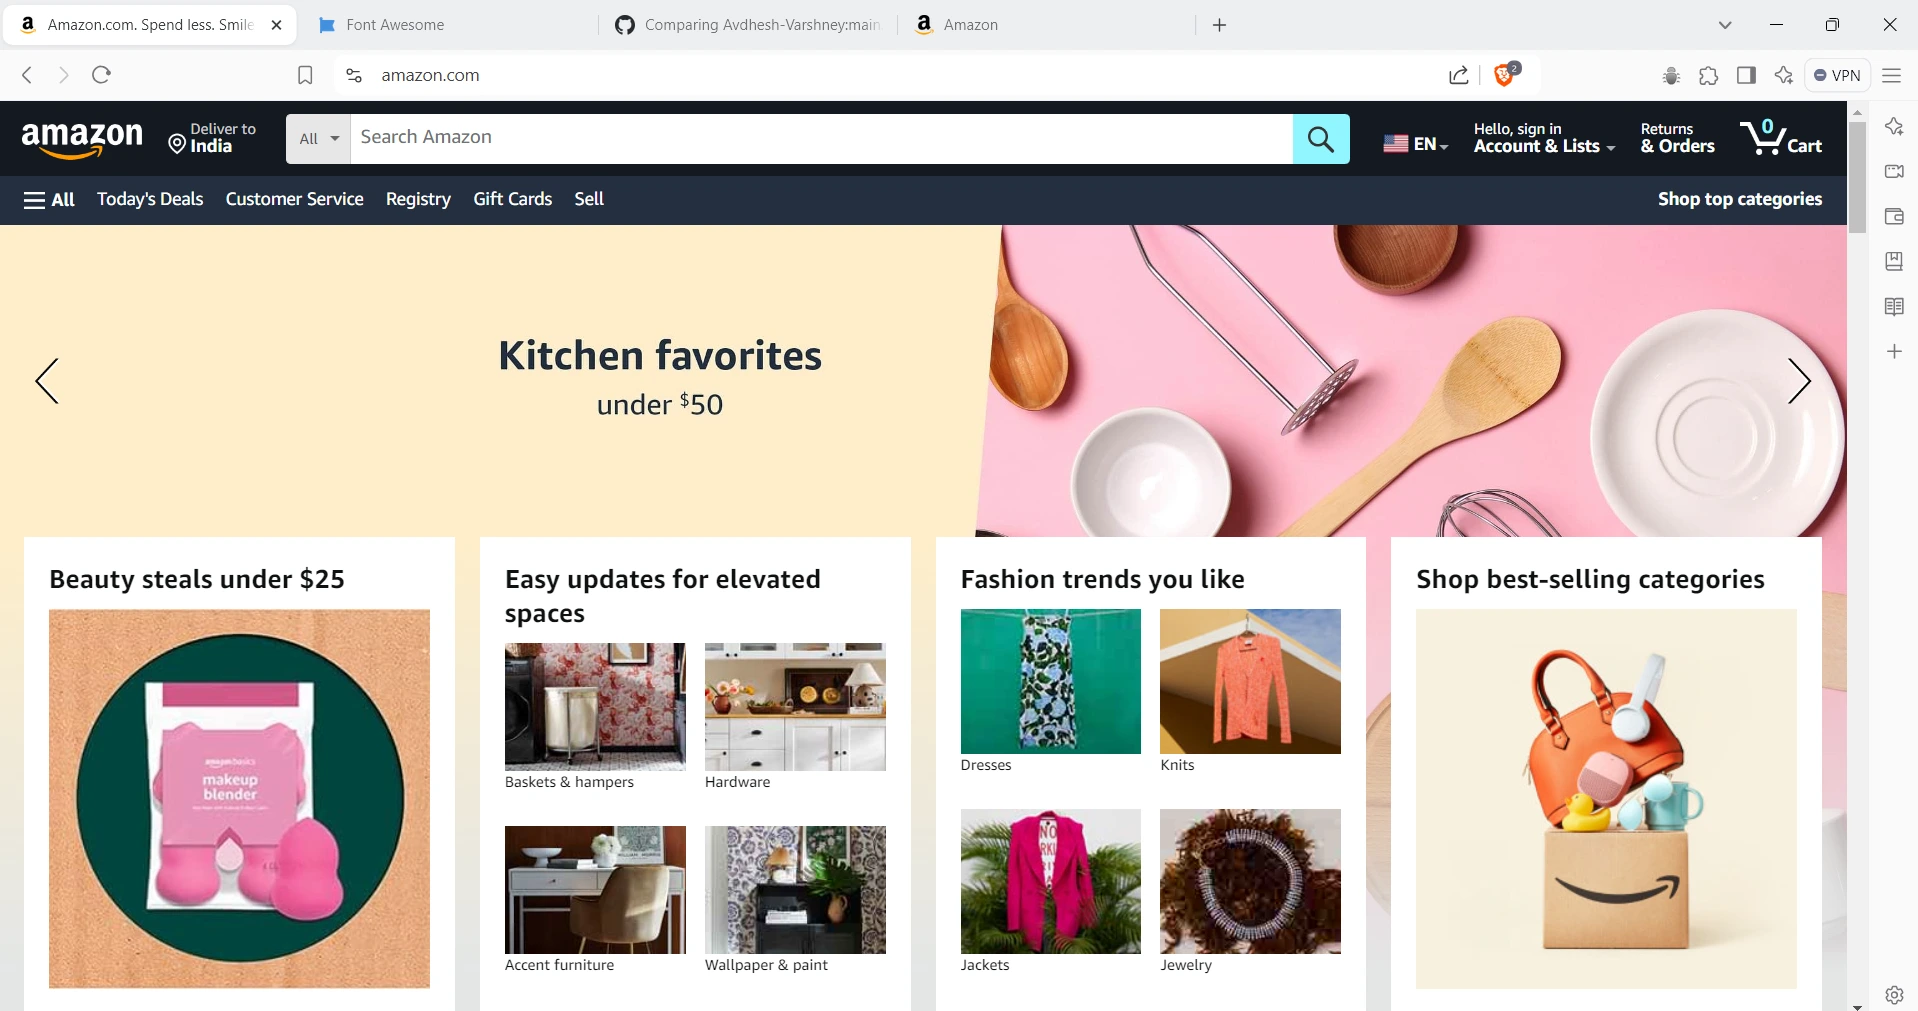 Amazon.com. Spend less. Smile
Font Awesome
Comparing Avdhesh-Varshney:main
Amazon
amazon.com
2
VPN
amazon
Deliver to
India
All
Search Amazon
EN
Hello, sign in
Account & Lists
Returns
& Orders
0
Cart
All
Today's Deals
Customer Service
Registry
Gift Cards
Sell
Shop top categories
Kitchen favorites
under $50
Beauty steals under $25
amazon basics
makeup
blender
Easy updates for elevated
spaces
Baskets & hampers
Hardware
WILLIAM MORRIS
Accent furniture
Wallpaper & paint
Fashion trends you like
Dresses
Knits
Jackets
Jewelry
Shop best-selling categories